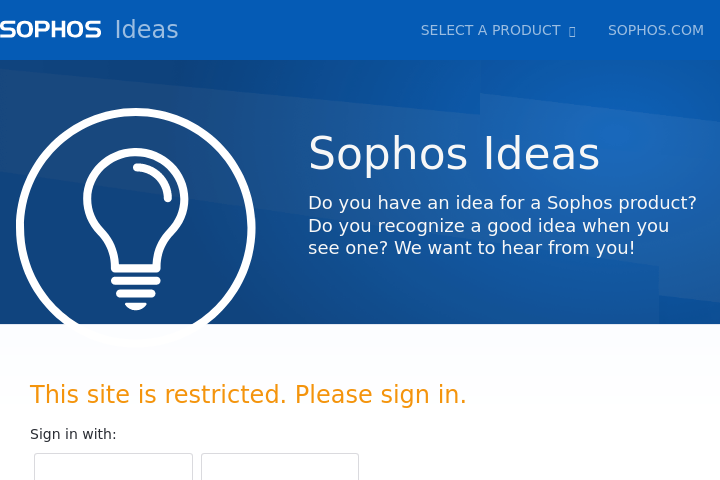 SOPHOS Ideas
SELECT A PRODUCT
SOPHOS.COM
Sophos Ideas
Do you have an idea for a Sophos product?
Do you recognize a good idea when you
see one? We want to hear from you!
This site is restricted. Please sign in.
Sign in with: